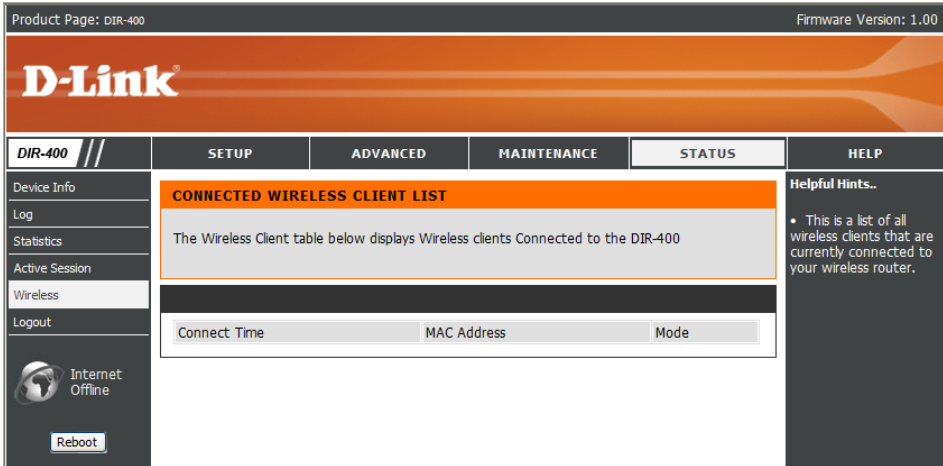 Product Page: DIR-400
Firmware Version: 1.00
D-Link®
DIR-400
SETUP
ADVANCED
MAINTENANCE
STATUS
HELP
Device Info
Log
Statistics
Active Session
Wireless
Logout
Internet
Offline
Reboot
CONNECTED WIRELESS CLIENT LIST
The Wireless Client table below displays Wireless clients Connected to the DIR-400
Connect Time
MAC Address
Mode
Helpful Hints..
• This is a list of all
wireless clients that are
currently connected to
your wireless router.